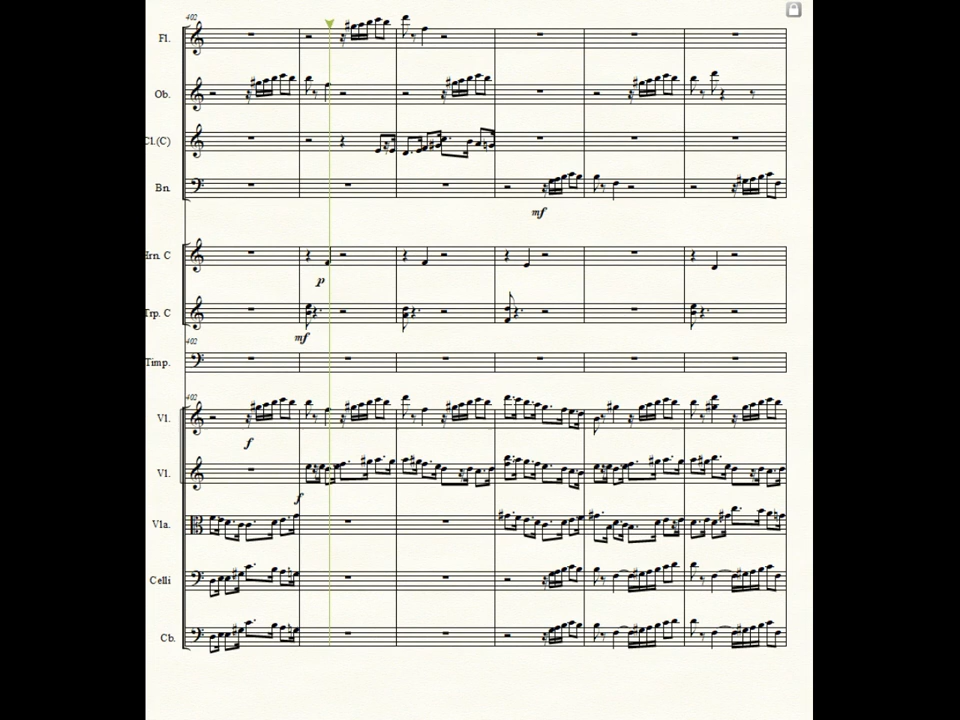 402
Fl.
Ob.
Cl.(C)
Bn.
mf
Hrn. C
p
Trp. C
mf
402
Timp.
402
Vl.
f
Vl.
f
Vla.
Celli
Cb.